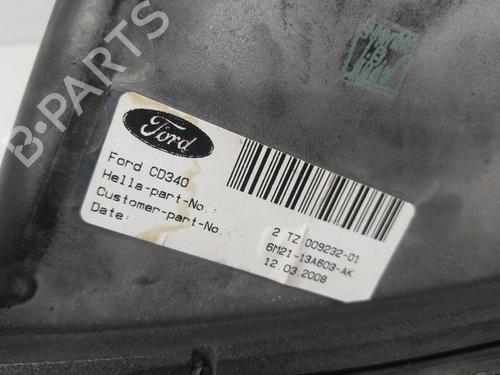 Ford
Ford CD340
Hella-part-No.: 2 TZ 009232-01
Customer-part-No.: 6M21-13A603-AK
Date: 12.03.2008
B-PARTS